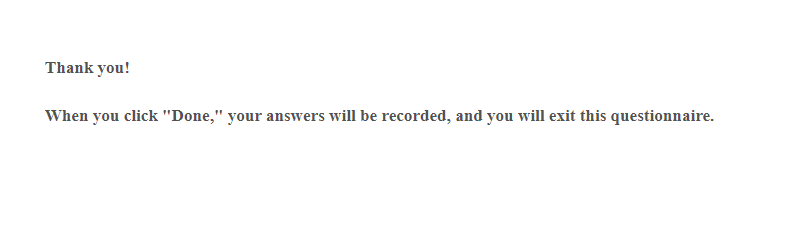 Thank you!
When you click "Done," your answers will be recorded, and you will exit this questionnaire.